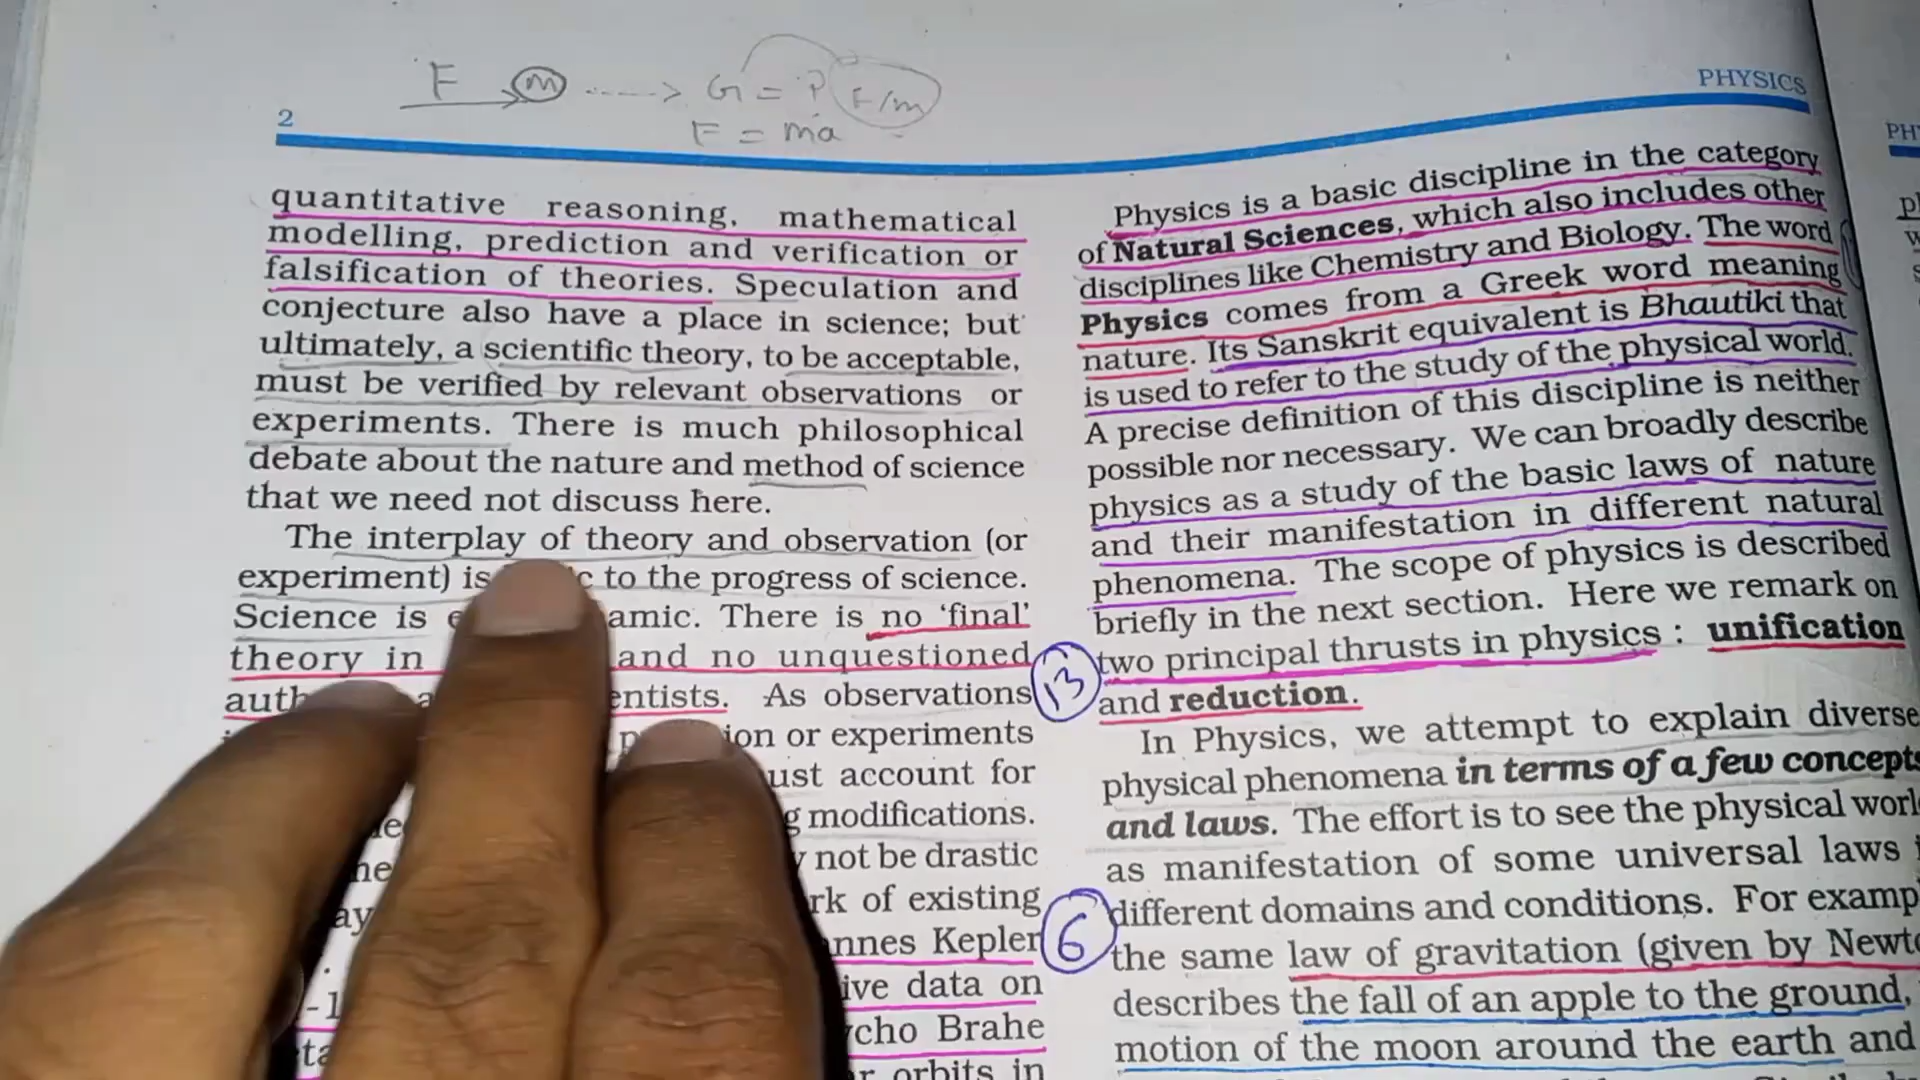 F m G = ? F/m
F = ma
2
PHYSICS
quantitative reasoning, mathematical
modelling, prediction and verification or
falsification of theories. Speculation and
conjecture also have a place in science; but
ultimately, a scientific theory, to be acceptable,
must be verified by relevant observations or
experiments. There is much philosophical
debate about the nature and method of science
that we need not discuss here.
The interplay of theory and observation (or
experiment) is to the progress of science.
Science is amic. There is no ‘final’
theory in and no unquestioned
auth entists. As observations
ion or experiments
ust account for
g modifications.
not be drastic
rk of existing
nnes Kepler
ive data on
cho Brahe
orbits in
Physics is a basic discipline in the category
of Natural Sciences, which also includes other
disciplines like Chemistry and Biology. The word
Physics comes from a Greek word meaning
nature. Its Sanskrit equivalent is Bhautiki that
is used to refer to the study of the physical world.
A precise definition of this discipline is neither
possible nor necessary. We can broadly describe
physics as a study of the basic laws of nature
and their manifestation in different natural
phenomena. The scope of physics is described
briefly in the next section. Here we remark on
13 two principal thrusts in physics : unification
and reduction.
In Physics, we attempt to explain diverse
physical phenomena in terms of a few concepts
and laws. The effort is to see the physical worl
as manifestation of some universal laws i
6 different domains and conditions. For examp
the same law of gravitation (given by Newto
describes the fall of an apple to the ground,
motion of the moon around the earth and
PH